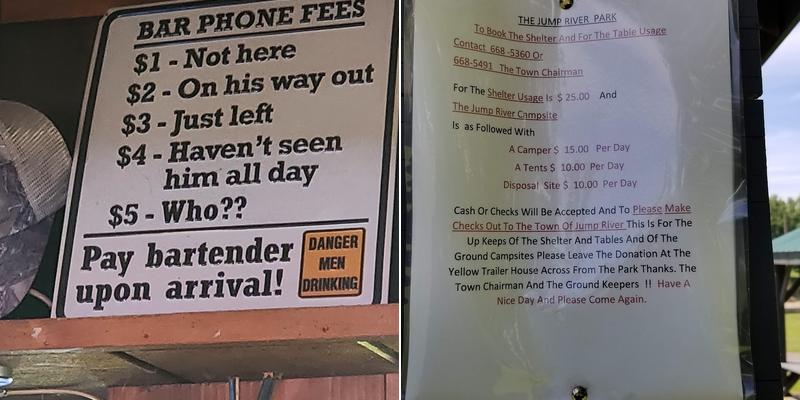 BAR PHONE FEES
$1 - Not here
$2 - On his way out
$3 - Just left
$4 - Haven't seen
him all day
$5 - Who??
Pay bartender
upon arrival!
DANGER
MEN
DRINKING
THE JUMP RIVER PARK
To Book The Shelter And For The Table Usage
Contact 668 -5360 Or
668-5491 The Town Chairman
For The Shelter Usage Is $ 25.00 And
The Jump River Campsite
Is as Followed With
A Camper $ 15.00 Per Day
A Tents $ 10.00 Per Day
Disposal Site $ 10.00 Per Day
Cash Or Checks Will Be Accepted And To Please Make
Checks Out To The Town Of Jump River This Is For The
Up Keeps Of The Shelter And Tables And Of The
Ground Campsites Please Leave The Donation At The
Yellow Trailer House Across From The Park Thanks. The
Town Chairman And The Ground Keepers !! Have A
Nice Day And Please Come Again.